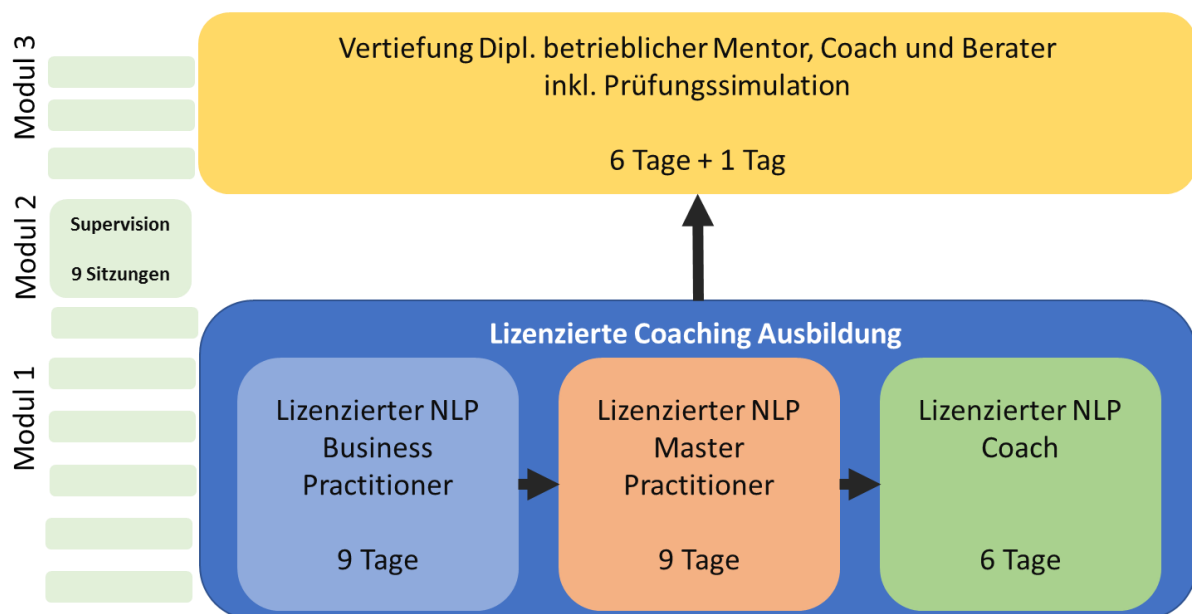 Modul 3
Vertiefung Dipl. betrieblicher Mentor, Coach und Berater
inkl. Prüfungssimulation
6 Tage + 1 Tag
Modul 2
Supervision
9 Sitzungen
Modul 1
Lizenzierte Coaching Ausbildung
Lizenzierter NLP
Business
Practitioner
9 Tage
Lizenzierter NLP
Master
Practitioner
9 Tage
Lizenzierter NLP
Coach
6 Tage